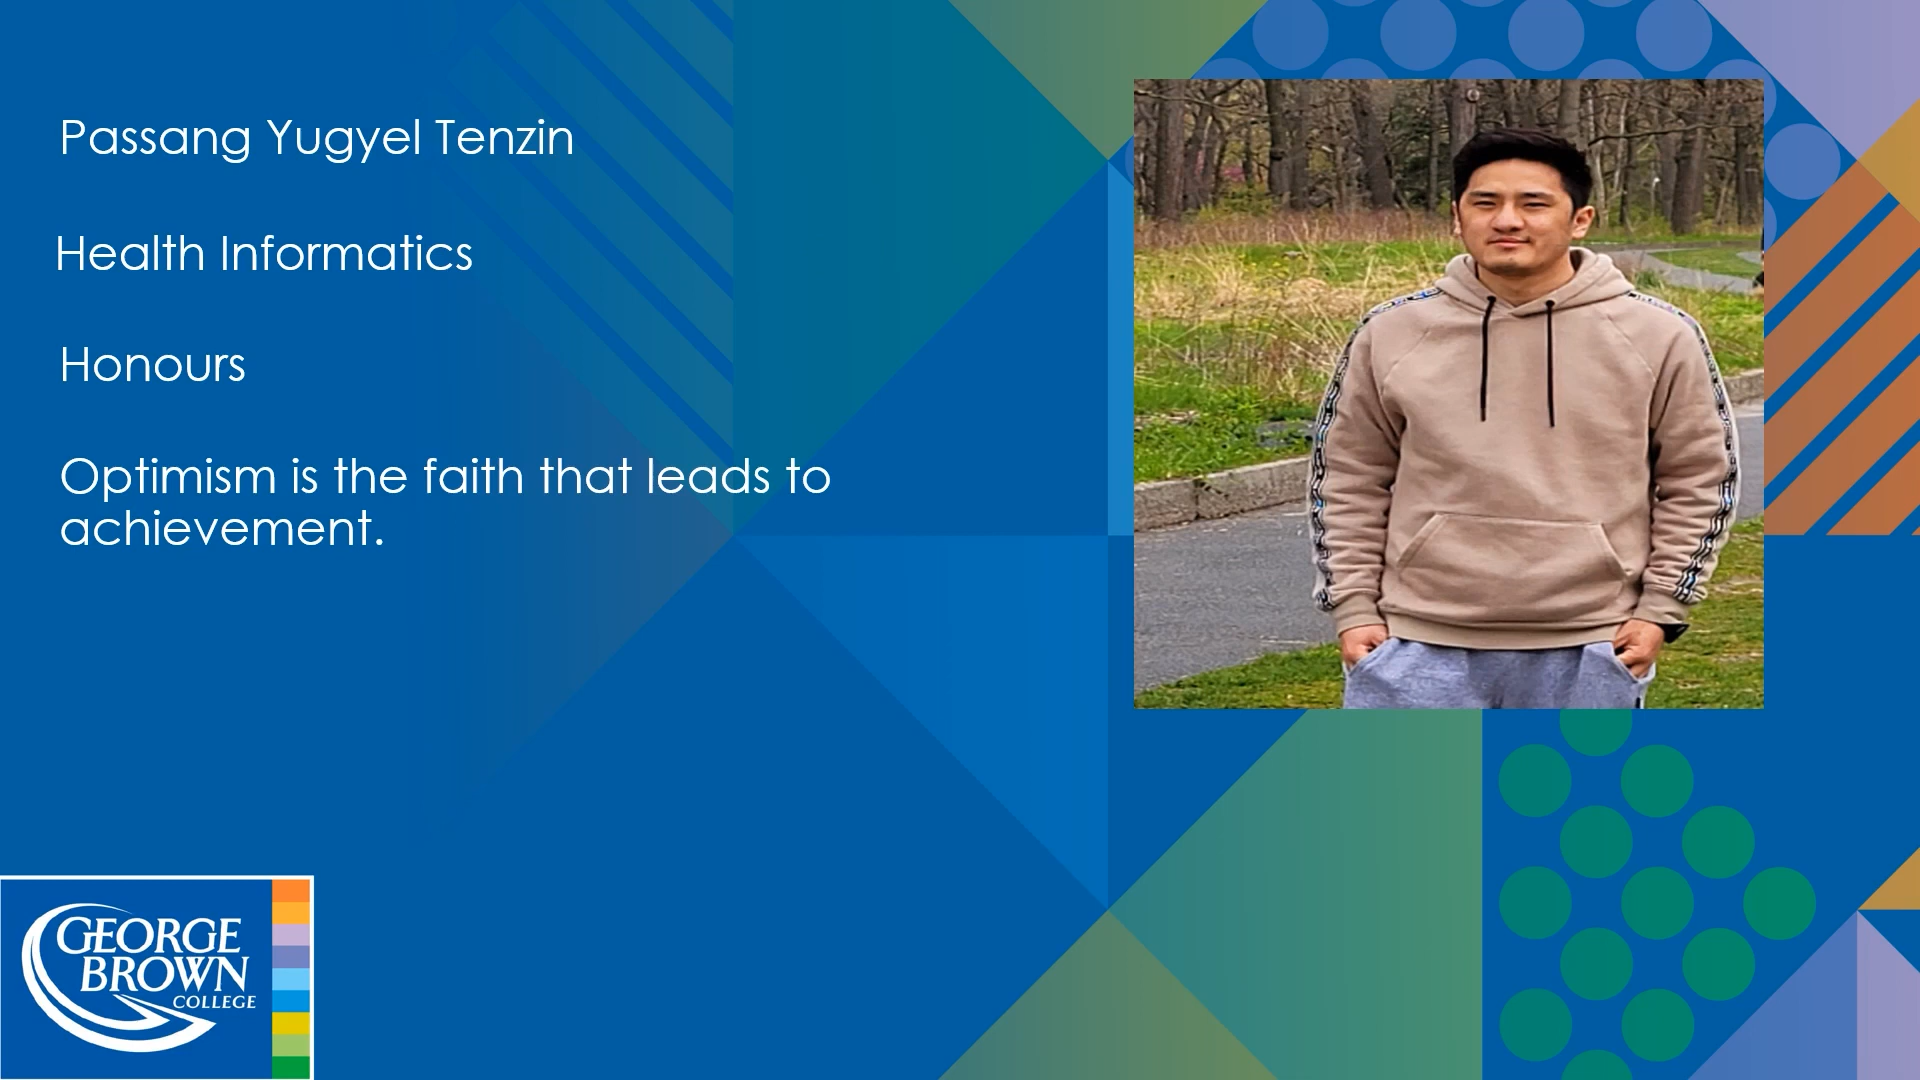 Passang Yugyel Tenzin
Health Informatics
Honours
Optimism is the faith that leads to
achievement.
GEORGE
BROWN
COLLEGE